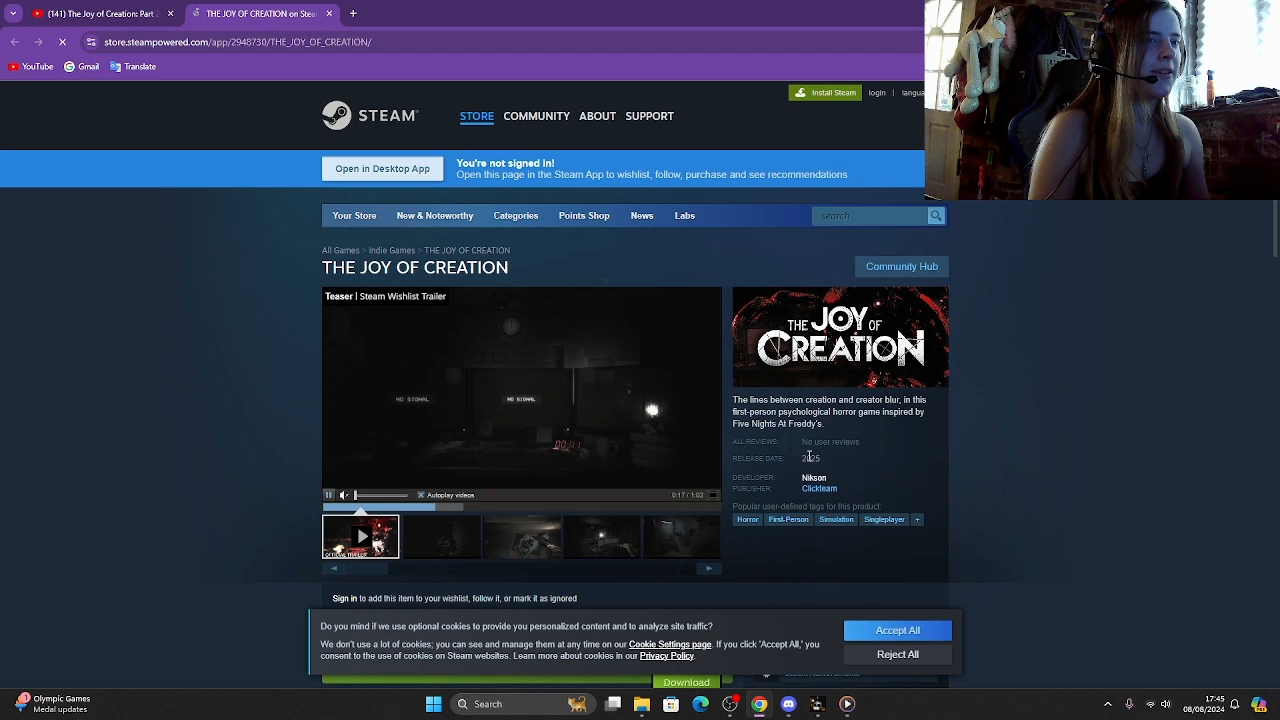 (141) The Joy of Creation: Part 2
THE JOY OF CREATION on Stea
store.steampowered.com/app/2948730/THE_JOY_OF_CREATION/
YouTube
Gmail
Translate
Install Steam
login
langua
STEAM
STORE
COMMUNITY
ABOUT
SUPPORT
Open in Desktop App
You're not signed in!
Open this page in the Steam App to wishlist, follow, purchase and see recommendations
Your Store
New & Noteworthy
Categories
Points Shop
News
Labs
search
All Games > Indie Games > THE JOY OF CREATION
THE JOY OF CREATION
Community Hub
Teaser | Steam Wishlist Trailer
NO SIGNAL
NO SIGNAL
THE JOY OF
CREATION
The lines between creation and creator blur, in this
first-person psychological horror game inspired by
Five Nights At Freddy's.
ALL REVIEWS: No user reviews
RELEASE DATE: 2025
DEVELOPER: Nikson
PUBLISHER: Clickteam
Popular user-defined tags for this product:
Horror
First-Person
Simulation
Singleplayer
+
Autoplay videos
0:17 / 1:02
Sign in to add this item to your wishlist, follow it, or mark it as ignored
Do you mind if we use optional cookies to provide you personalized content and to analyze site traffic?
We don't use a lot of cookies; you can see and manage them at any time on our Cookie Settings page. If you click 'Accept All,' you
consent to the use of cookies on Steam websites. Learn more about cookies in our Privacy Policy.
Accept All
Reject All
Download
1
Olympic Games
Medal updates
Search
17:45
08/08/2024